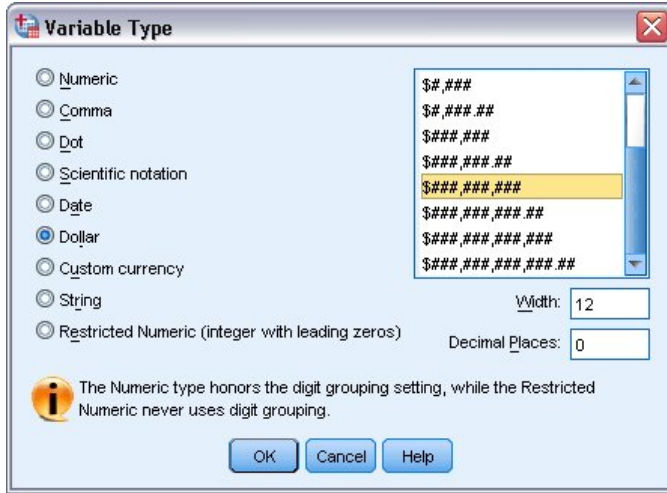 Variable Type
Numeric
Comma
Dot
Scientific notation
Date
Dollar
Custom currency
String
Restricted Numeric (integer with leading zeros)
$#,###
$#,###.##
$###,###
$###,###.##
$###,###,###
$###,###,###.##
$###,###,###,###
$###,###,###,###.##
Width: 12
Decimal Places: 0
The Numeric type honors the digit grouping setting, while the Restricted
Numeric never uses digit grouping.
OK Cancel Help